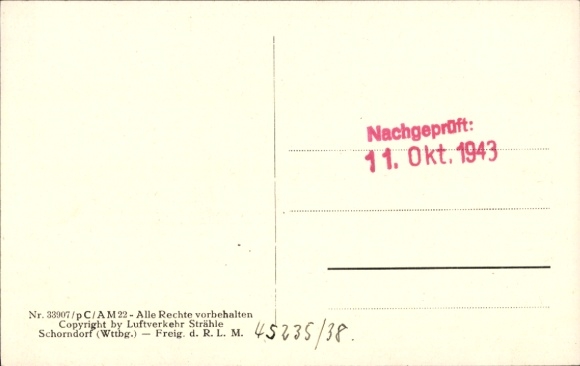 Nachgeprüft:
11. Okt. 1943
Nr. 33907/pC/AM22 - Alle Rechte vorbehalten
Copyright by Luftverkehr Strähle
Schorndorf (Wttbg.) — Freig. d. R. L. M.
45235/38.